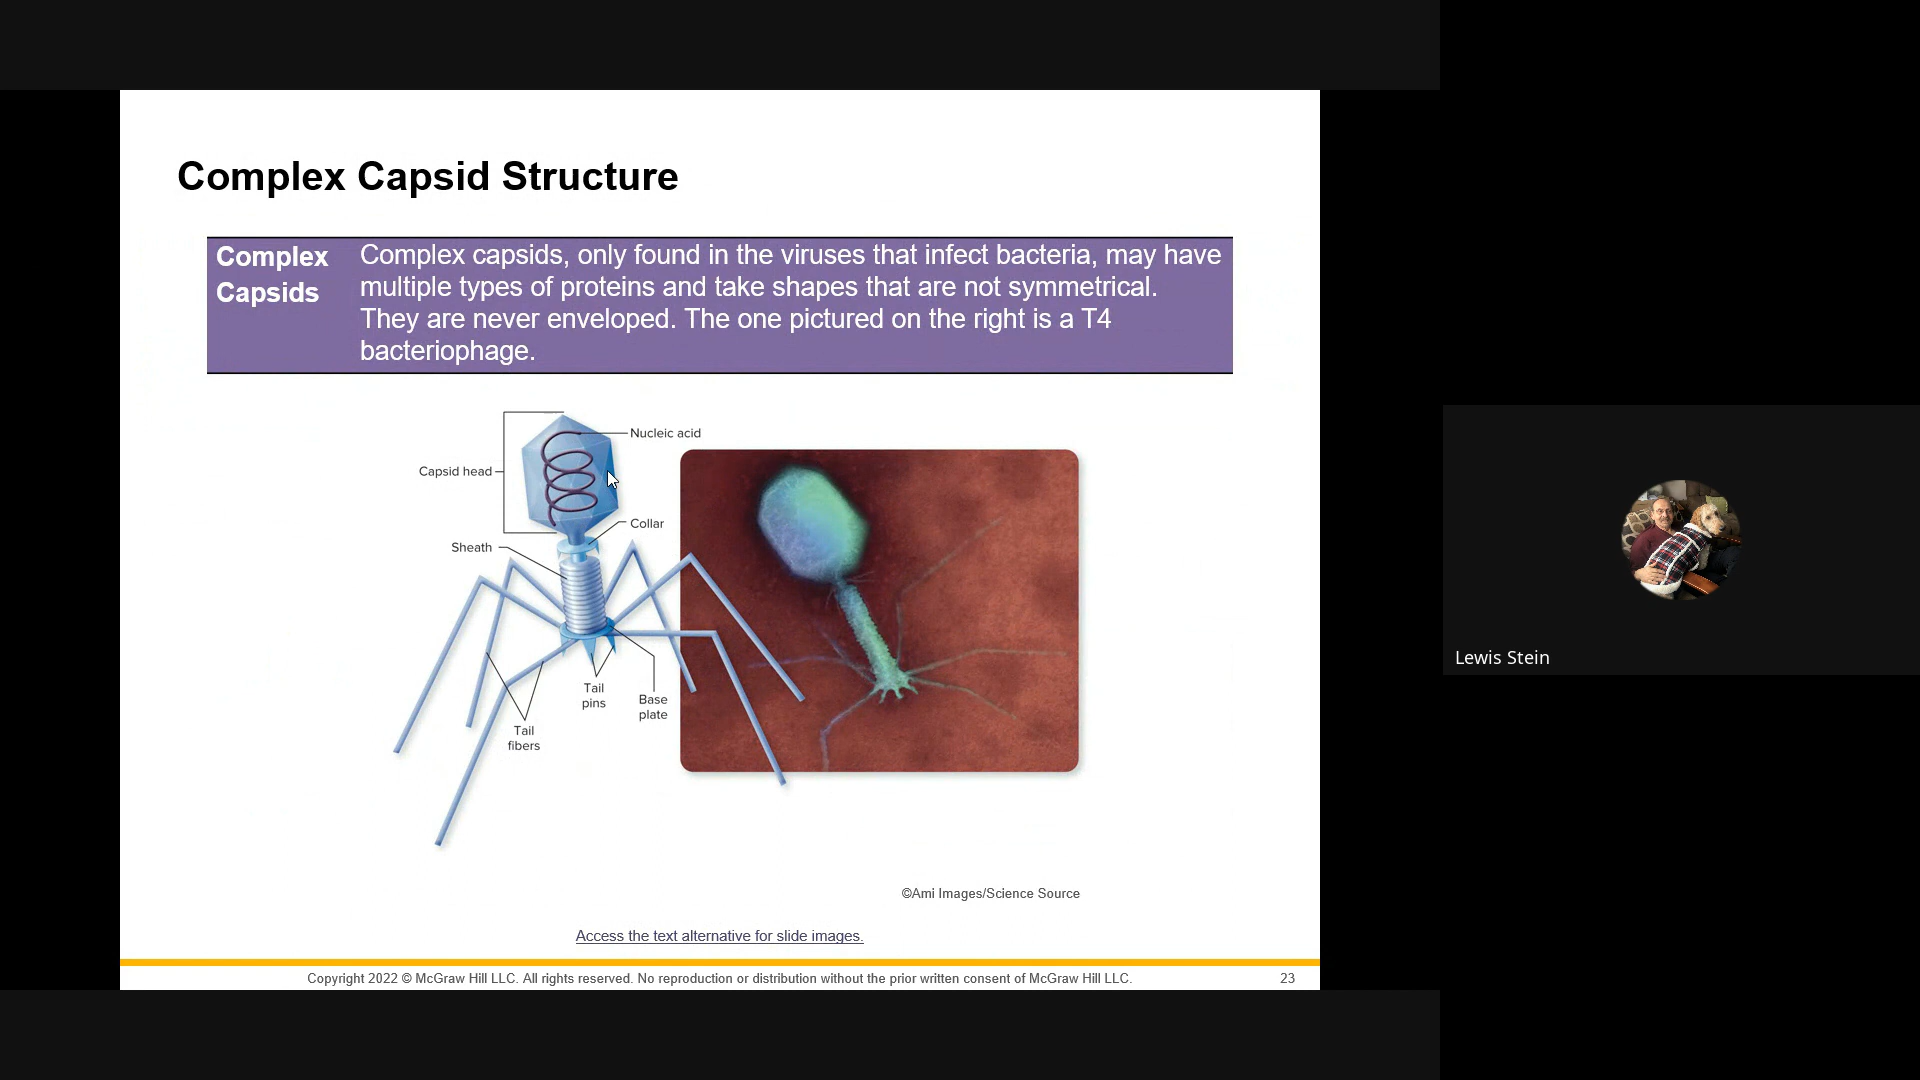 Complex Capsid Structure
Complex
Capsids
Complex capsids, only found in the viruses that infect bacteria, may have
multiple types of proteins and take shapes that are not symmetrical.
They are never enveloped. The one pictured on the right is a T4
bacteriophage.
Nucleic acid
Capsid head
Collar
Sheath
Tail
pins
Base
plate
Tail
fibers
Lewis Stein
©Ami Images/Science Source
Access the text alternative for slide images.
Copyright 2022 © McGraw Hill LLC. All rights reserved. No reproduction or distribution without the prior written consent of McGraw Hill LLC.
23